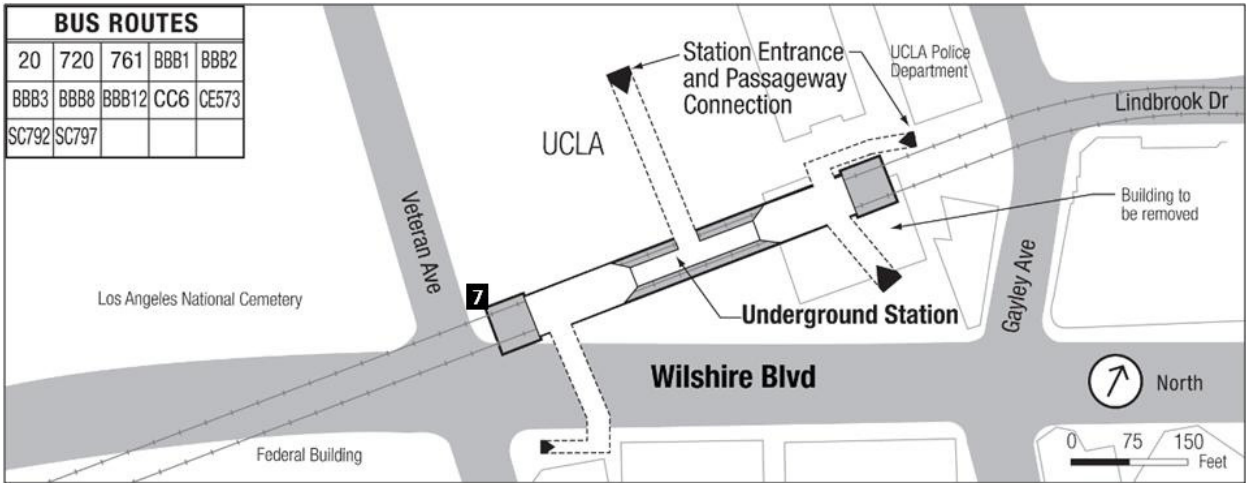 BUS ROUTES
20 720 761 BBB1 BBB2
BBB3 BBB8 BBB12 CC6 CE573
SC792 SC797
Station Entrance
and Passageway
Connection
UCLA Police
Department
Lindbrook Dr
UCLA
Veteran Ave
Building to
be removed
Los Angeles National Cemetery
7
Gayley Ave
Underground Station
Wilshire Blvd
North
Federal Building
0 75 150
Feet